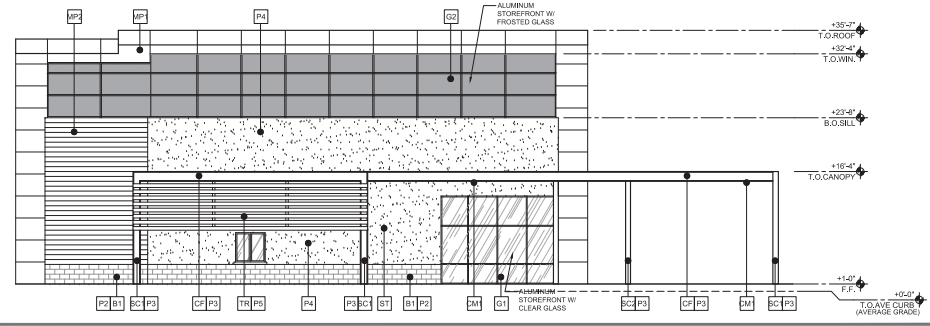 MP2
MP1
P4
G2
ALUMINUM
STOREFRONT W/
FROSTED GLASS
+35'-7"
T.O.ROOF
+32'-4"
T.O.WIN.
+23'-8"
B.O.SILL
+16'-4"
T.O.CANOPY
+1'-0"
F.F.
+0'-0"
T.O.AVE CURB
(AVERAGE GRADE)
P2 B1 SC1 P3 CF P3 TR P5 P4 P3 SC1 ST B1 P2 CM1 G1 SC2 P3 CF P3 CM1 SC1 P3
ALUMINUM
STOREFRONT W/
CLEAR GLASS